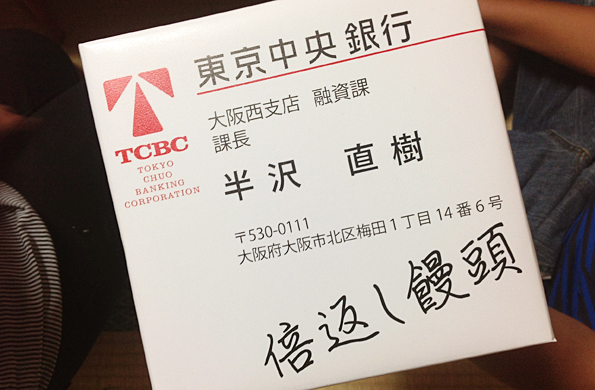 東京中央銀行
TCBC
TOKYO
CHUO
BANKING
CORPORATION
大阪西支店 融資課
課長
半沢 直樹
〒530-0111
大阪府大阪市北区梅田1丁目14番6号
倍返し饅頭